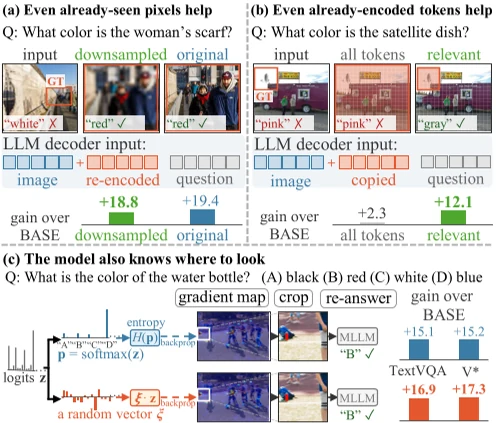 (a) Even already-seen pixels help
Q: What color is the woman's scarf?
input downsampled original
GT
"white" ✗ "red" ✓ "red" ✓
LLM decoder input:
+
image re-encoded question
+18.8 +19.4
gain over
BASE downsampled original
(b) Even already-encoded tokens help
Q: What color is the satellite dish?
input all tokens relevant
GT
"pink" ✗ "pink" ✗ "gray" ✓
LLM decoder input:
+
image copied question
+12.1
+2.3
gain over
BASE all tokens relevant
(c) The model also knows where to look
Q: What is the color of the water bottle? (A) black (B) red (C) white (D) blue
gradient map crop re-answer gain over
BASE
entropy
"A" "B" "C" "D" H(p) backprop
p = softmax(z)
MLLM
"B" ✓
+15.1 +15.2
logits z
TextVQA V*
ξ · z backprop
a random vector ξ
MLLM
"B" ✓
+16.9 +17.3